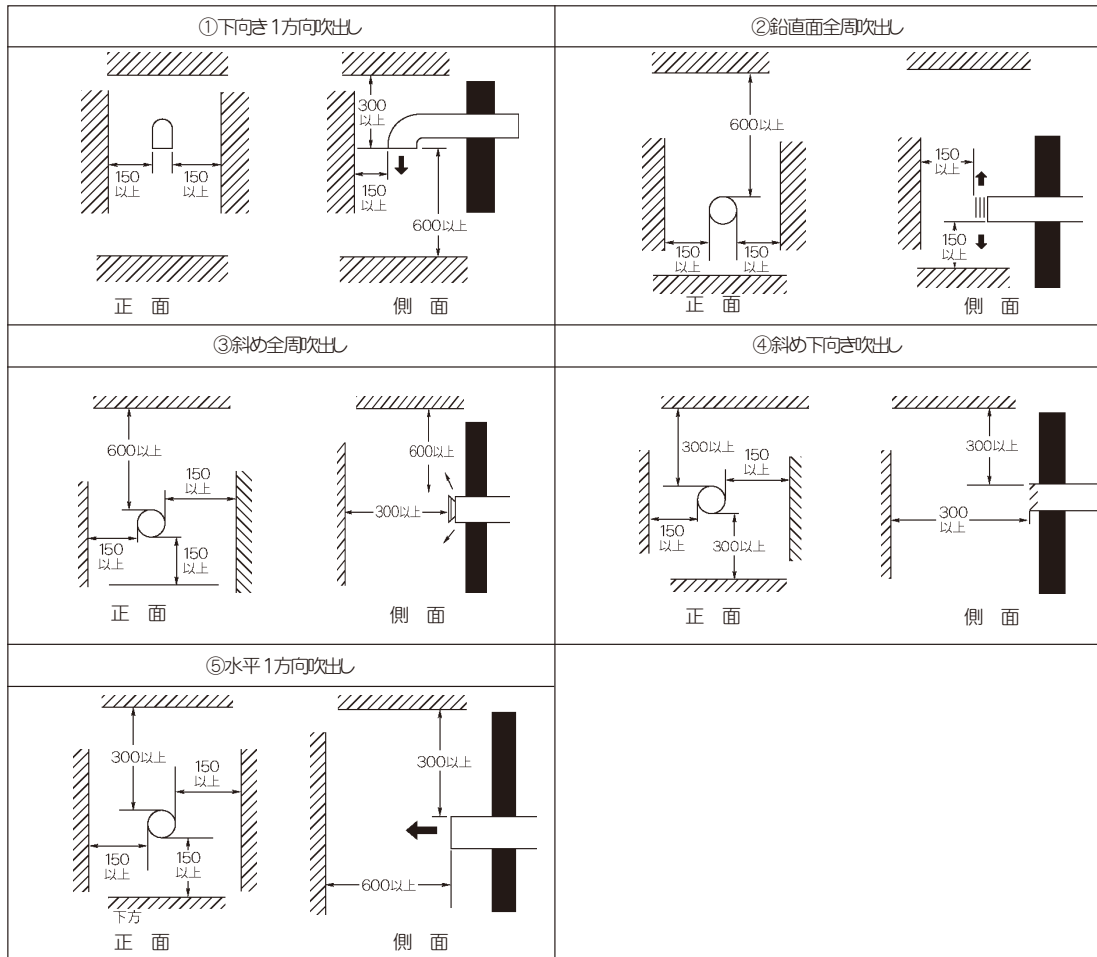 ①下向き1方向吹出し
300
以上
150
以上
150
以上
150
以上
600以上
正 面
側 面
②鉛直面全周吹出し
600以上
150
以上
150
以上
150
以上
150
以上
正 面
側 面
③斜め全周吹出し
600以上
150
以上
150
以上
150
以上
600以上
300以上
正 面
側 面
④斜め下向き吹出し
300以上
150
以上
150
以上
300以上
300以上
300
以上
正 面
側 面
⑤水平1方向吹出し
300以上
150
以上
150
以上
150
以上
下方
300以上
600以上
正 面
側 面